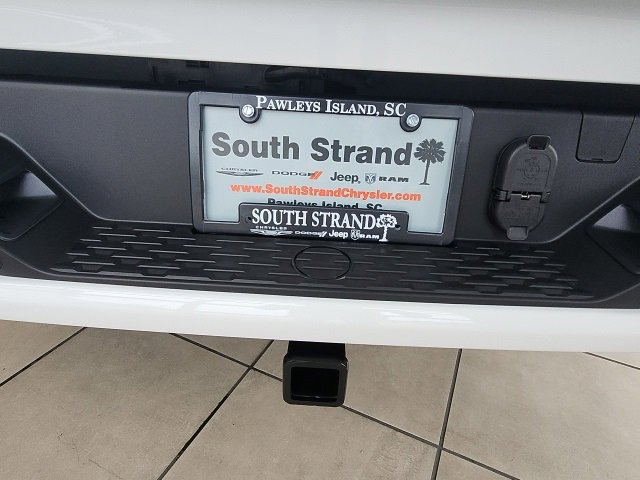 PAWLEYS ISLAND, SC
South Strand
CHRYSLER DODGE Jeep RAM
www.SouthStrandChrysler.com
Pawleys Island, SC
SOUTH STRAND
CHRYSLER DODGE Jeep RAM